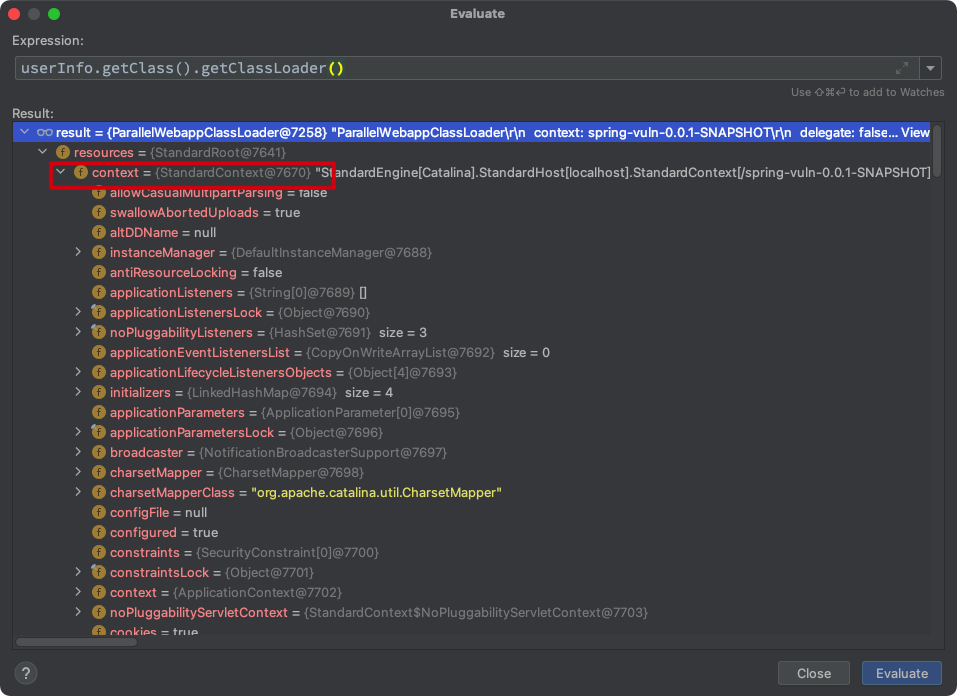 Evaluate
Expression:
userInfo.getClass().getClassLoader()
Use ⇧⌘⏎ to add to Watches
Result:
result = {ParallelWebappClassLoader@7258} "ParallelWebappClassLoader\r\n  context: spring-vuln-0.0.1-SNAPSHOT\r\n  delegate: false... View
f resources = {StandardRoot@7641}
f context = {StandardContext@7670} "StandardEngine[Catalina].StandardHost[localhost].StandardContext[/spring-vuln-0.0.1-SNAPSHOT]
f allowCasualMultipartParsing = false
f swallowAbortedUploads = true
f altDDName = null
f instanceManager = {DefaultInstanceManager@7688}
f antiResourceLocking = false
f applicationListeners = {String[0]@7689} []
f applicationListenersLock = {Object@7690}
f noPluggabilityListeners = {HashSet@7691}  size = 3
f applicationEventListenersList = {CopyOnWriteArrayList@7692}  size = 0
f applicationLifecycleListenersObjects = {Object[4]@7693}
f initializers = {LinkedHashMap@7694}  size = 4
f applicationParameters = {ApplicationParameter[0]@7695}
f applicationParametersLock = {Object@7696}
f broadcaster = {NotificationBroadcasterSupport@7697}
f charsetMapper = {CharsetMapper@7698}
f charsetMapperClass = "org.apache.catalina.util.CharsetMapper"
f configFile = null
f configured = true
f constraints = {SecurityConstraint[0]@7700}
f constraintsLock = {Object@7701}
f context = {ApplicationContext@7702}
f noPluggabilityServletContext = {StandardContext$NoPluggabilityServletContext@7703}
f cookies = true
?
Close
Evaluate